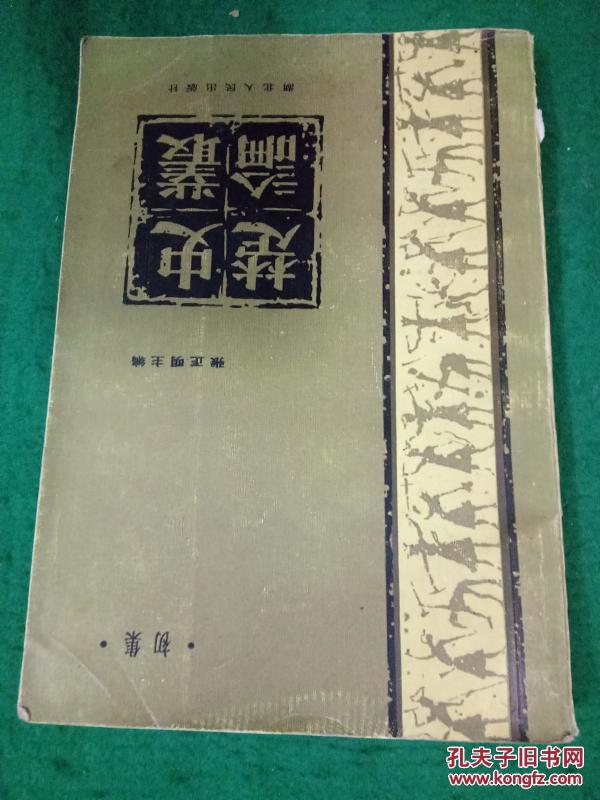 ·初集·
張正明主編
楚史
論叢
湖北人民出版社
孔夫子旧书网
www.kongfz.com